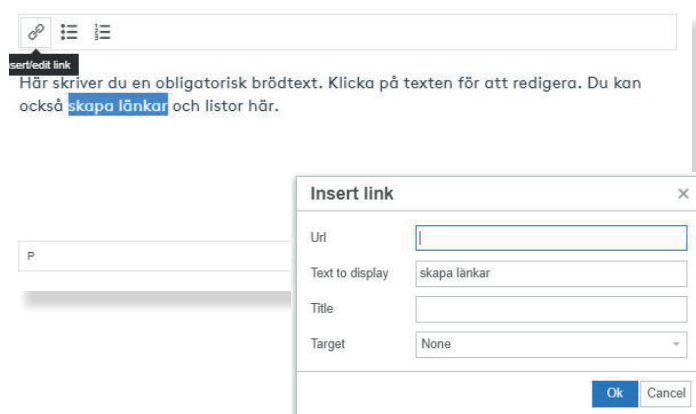 sert/edit link
Här skriver du en obligatorisk brödtext. Klicka på texten för att redigera. Du kan
också skapa länkar och listor här.
P
Insert link ×
Url
Text to display skapa länkar
Title
Target None
Ok Cancel